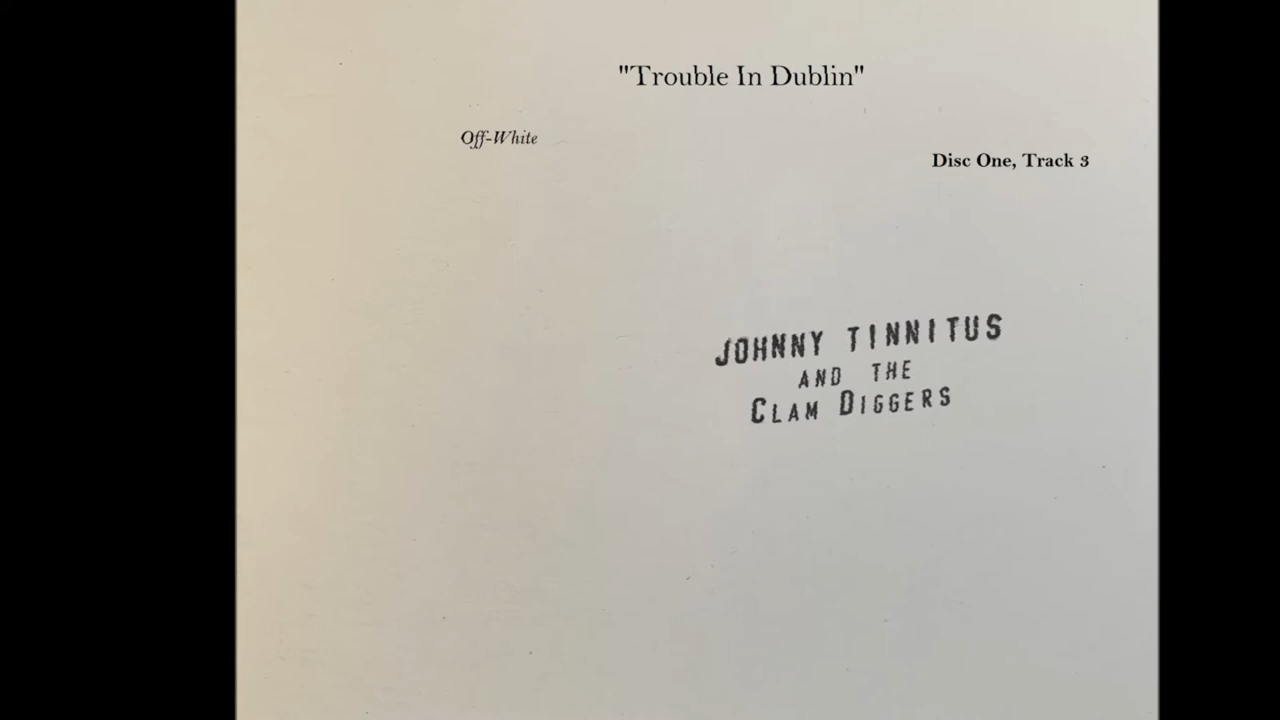 "Trouble In Dublin"
Off-White
Disc One, Track 3
JOHNNY TINNITUS
AND THE
CLAM DIGGERS